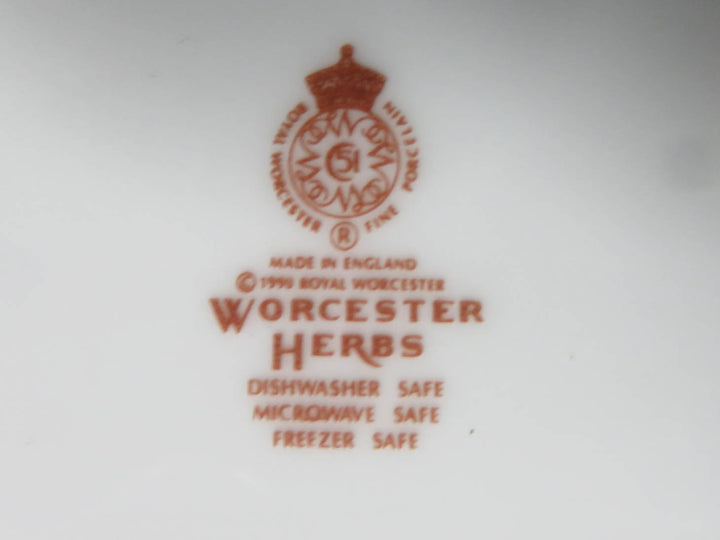 ROYAL WORCESTER FINE PORCELAIN
51
®
MADE IN ENGLAND
© 1990 ROYAL WORCESTER
WORCESTER
HERBS
DISHWASHER SAFE
MICROWAVE SAFE
FREEZER SAFE